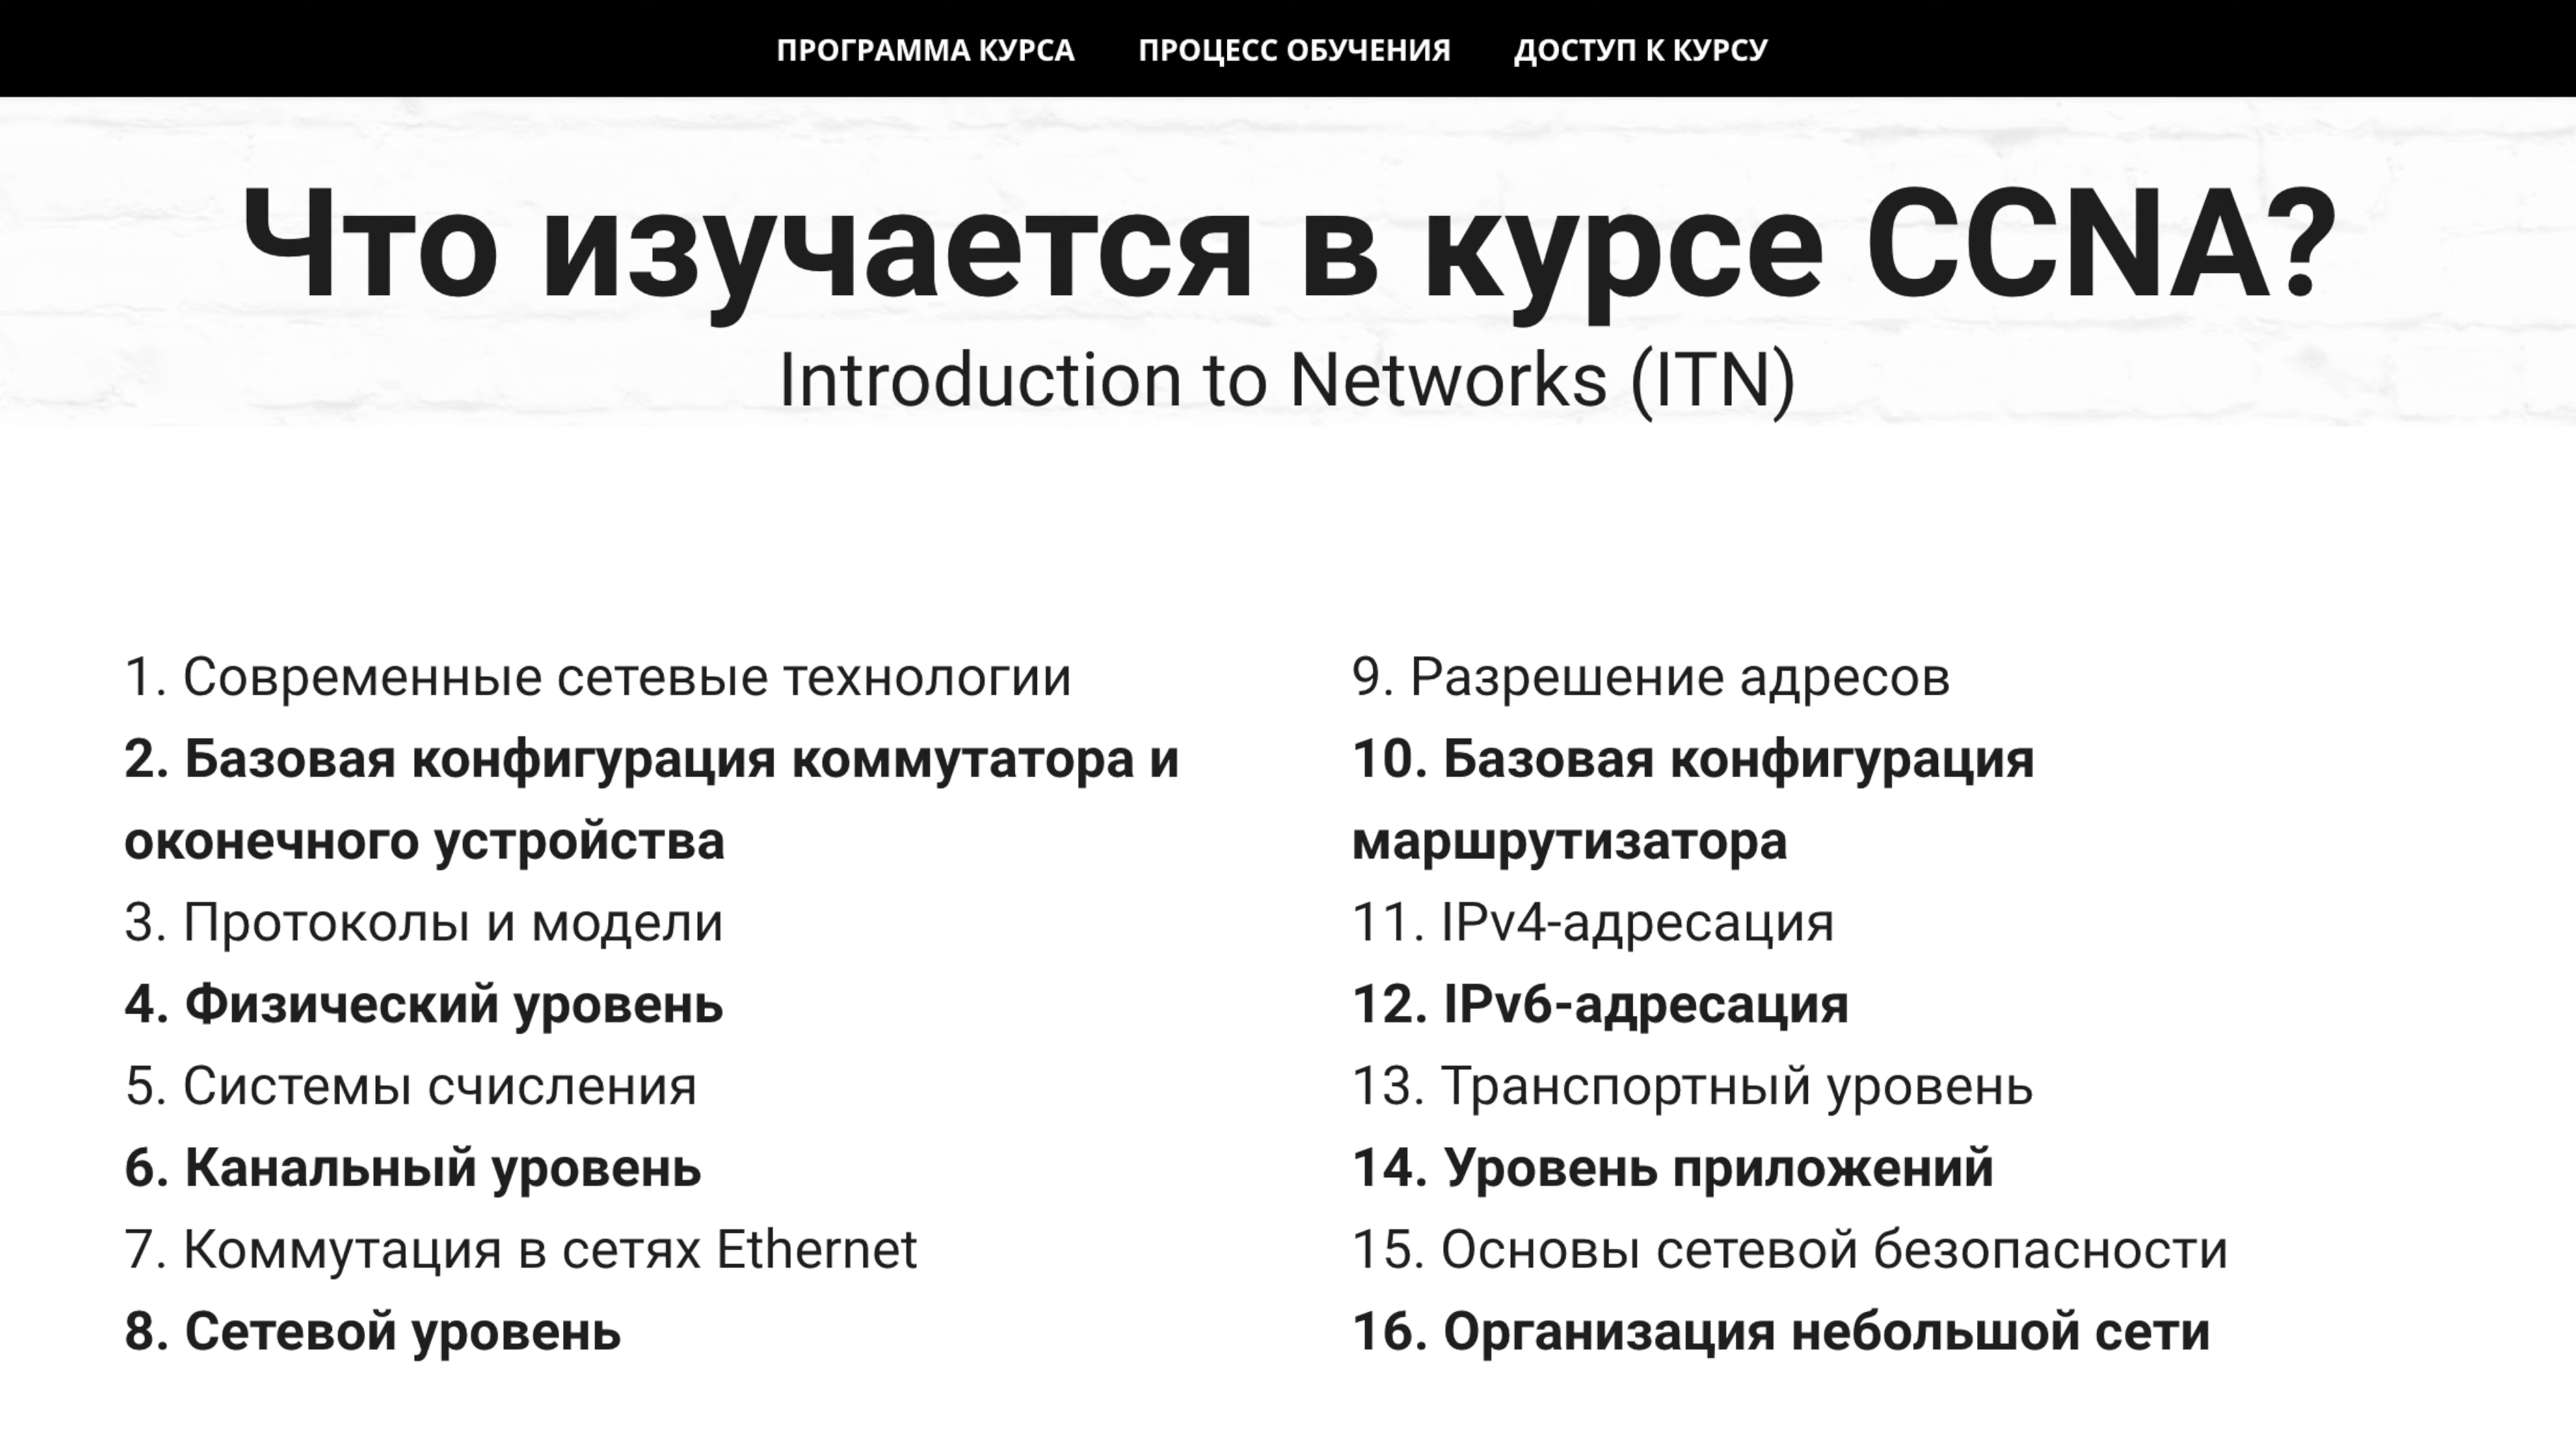 ПРОГРАММА КУРСА ПРОЦЕСС ОБУЧЕНИЯ ДОСТУП К КУРСУ
Что изучается в курсе CCNA?
Introduction to Networks (ITN)
1. Современные сетевые технологии
2. Базовая конфигурация коммутатора и
оконечного устройства
3. Протоколы и модели
4. Физический уровень
5. Системы счисления
6. Канальный уровень
7. Коммутация в сетях Ethernet
8. Сетевой уровень
9. Разрешение адресов
10. Базовая конфигурация
маршрутизатора
11. IPv4-адресация
12. IPv6-адресация
13. Транспортный уровень
14. Уровень приложений
15. Основы сетевой безопасности
16. Организация небольшой сети